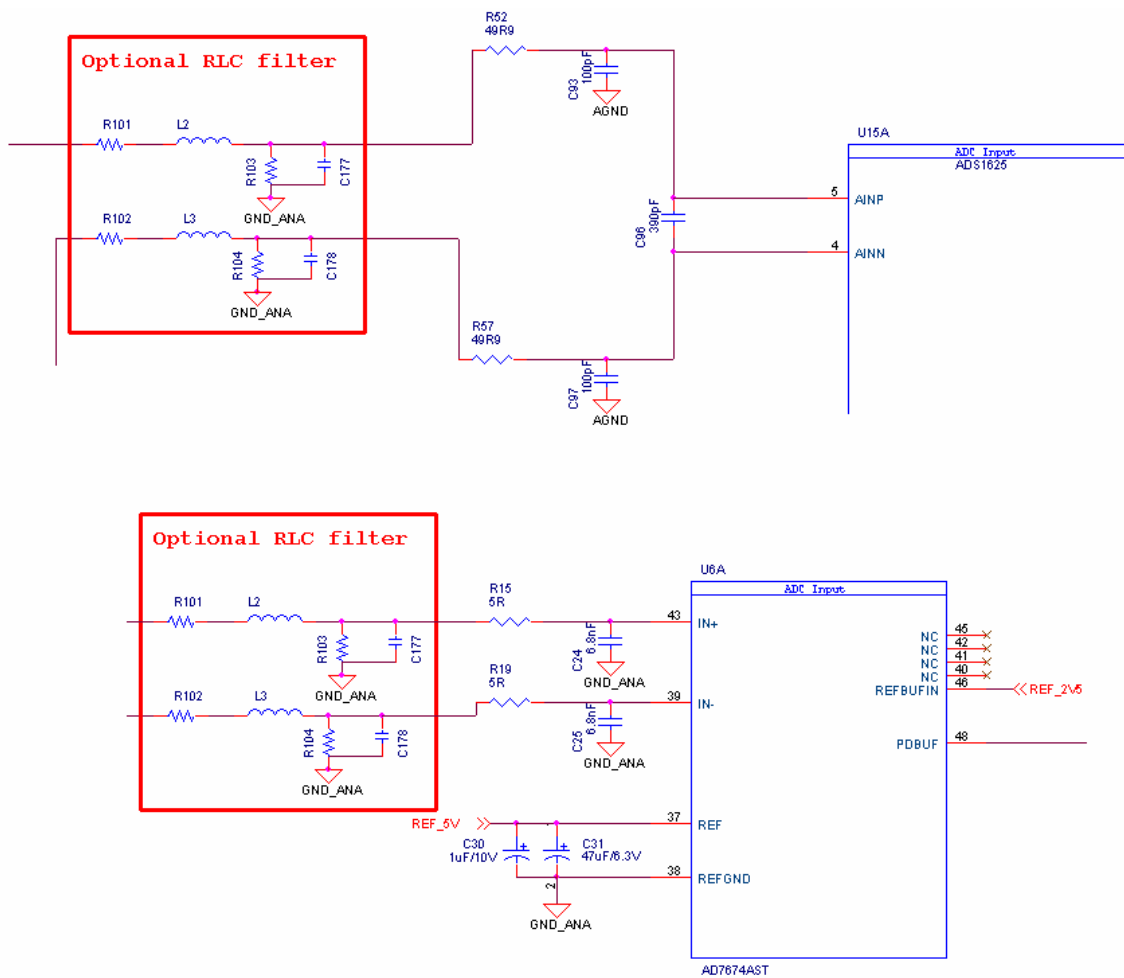 R52
49R9
Optional RLC filter
C93
100pF
AGND
R101
L2
R103
C177
GND_ANA
U15A
ADC Input
ADS1625
5
AINP
C96
390pF
4
AINN
R102
L3
R104
C178
GND_ANA
R57
49R9
C97
100pF
AGND
Optional RLC filter
U6A
ADC Input
R15
5R
R101
L2
R103
C177
GND_ANA
43
IN+
C24
6.8nF
GND_ANA
NC
45
NC
42
NC
41
NC
40
REFBUFIN
46
REF_2V5
R102
L3
R104
C178
GND_ANA
R19
5R
39
IN-
C25
6.8nF
GND_ANA
PDBUF
48
REF_5V
37
REF
C30
1uF/10V
+
C31
47uF/6.3V
+
2
38
REFGND
GND_ANA
AD7674AST